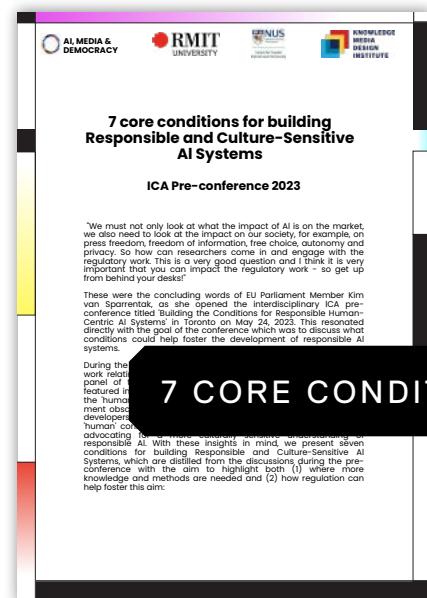 AI, MEDIA &
DEMOCRACY
RMIT
UNIVERSITY
NUS
KNOWLEDGE
MEDIA
DESIGN
INSTITUTE
7 core conditions for building
Responsible and Culture-Sensitive
AI Systems
ICA Pre-conference 2023
"We must not only look at what the impact of AI is on the market,
we also need to look at the impact on our society, for example, on
press freedom, freedom of information, free choice, autonomy and
privacy. So how can researchers come in and engage with the
regulatory work. This is a very good question and I think it is very
important that you can impact the regulatory work - so get up
from behind your desks!"
These were the concluding words of EU Parliament Member Kim
van Sparrentak, as she opened the interdisciplinary ICA pre-
conference titled 'Building the Conditions for Responsible Human-
Centric AI Systems' in Toronto on May 24, 2023. This resonated
directly with the goal of the conference which was to discuss what
conditions could help foster the development of responsible AI
systems.
During the
work relati
panel of t
featured in
the 'human
ment obsc
developers
'human' con
7 CORE CONDI
advocating for a more culturally sensitive understanding of
responsible AI. With these insights in mind, we present seven
conditions for building Responsible and Culture-Sensitive AI
Systems, which are distilled from the discussions during the pre-
conference with the aim to highlight both (1) where more
knowledge and methods are needed and (2) how regulation can
help foster this aim: